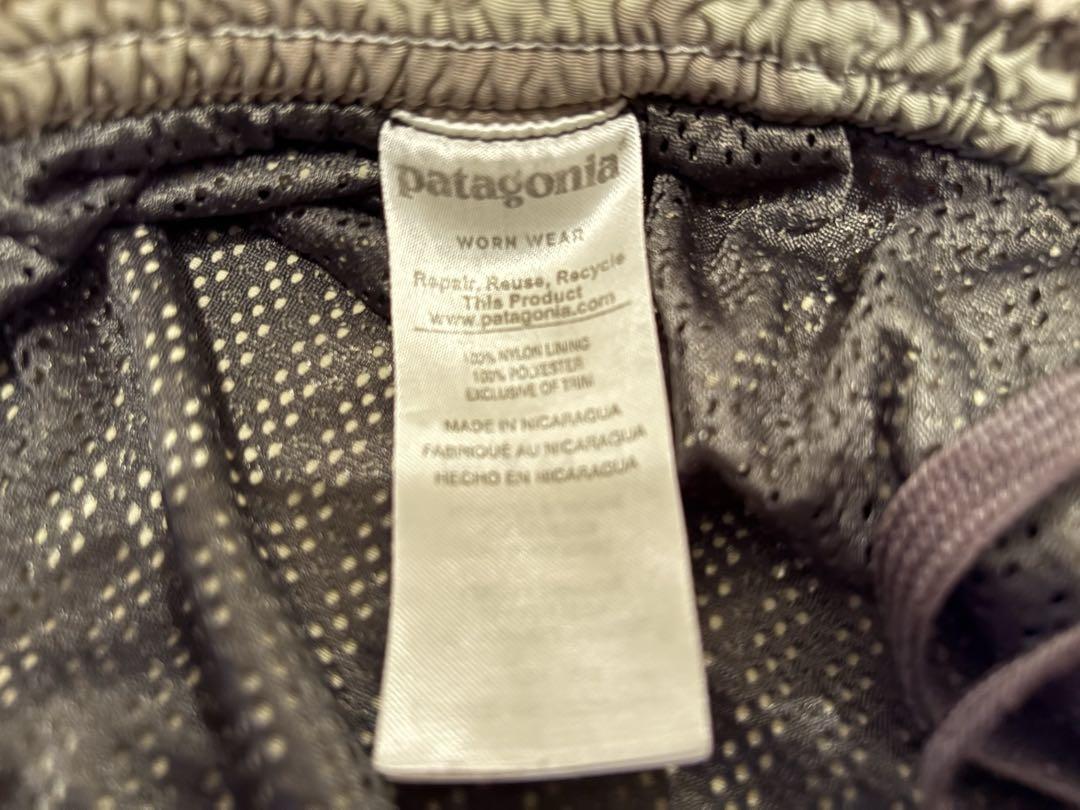 patagonia
WORN WEAR
Repair, Reuse, Recycle
This Product
www.patagonia.com
100% NYLON LINING
100% POLYESTER
EXCLUSIVE OF TRIM
MADE IN NICARAGUA
FABRIQUÉ AU NICARAGUA
HECHO EN NICARAGUA